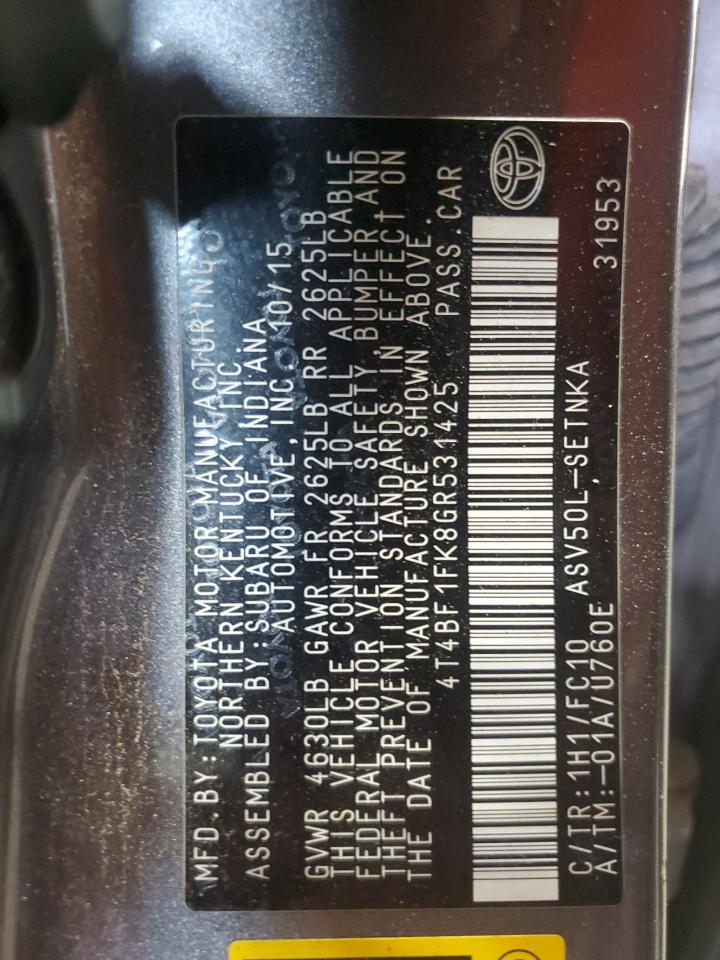 MFD.BY:TOYOTA MOTOR MANUFACTURING
NORTHERN KENTUCKY INC.
ASSEMBLED BY:SUBARU OF INDIANA
AUTOMOTIVE,INC. 10/15
GVWR 4630LB GAWR FR 2625LB RR 2625LB
THIS VEHICLE CONFORMS TO ALL APPLICABLE
FEDERAL MOTOR VEHICLE SAFETY, BUMPER AND
THEFT PREVENTION STANDARDS IN EFFECT ON
THE DATE OF MANUFACTURE SHOWN ABOVE.
4T4BF1FK8GR531425 PASS.CAR
C/TR:1H1/FC10 ASV50L-SETNKA
A/TM:-01A/U760E 31953